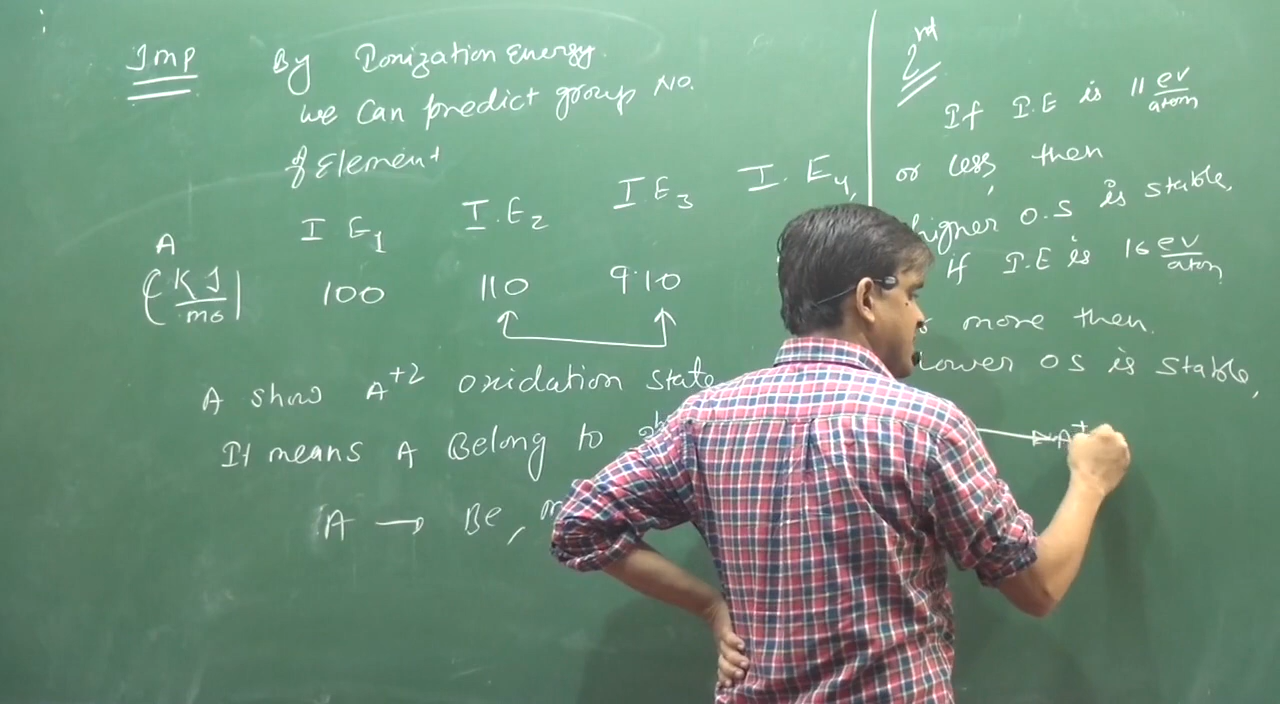 Imp By Ionization energy.
we can predict group No.
of Element
I E1 I.E2 I E3 I. E4,
A
(KJ/mo) 100 110 910
A show A+2 oxidation state
It means A Belong to
A → Be,
2nd
If I.E is 11 ev/atom
or less, then
higher O.S is stable,
if I.E is 16 ev/atom
more then.
lower OS is stable,
A+